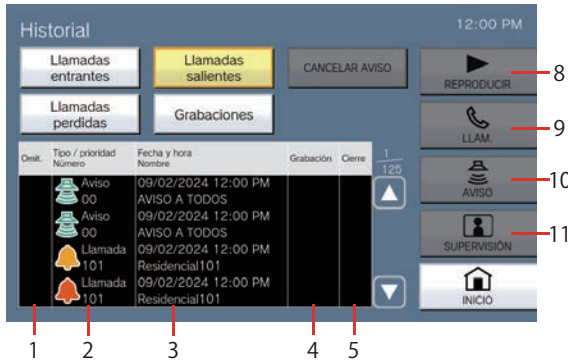 Historial
12:00 PM
Llamadas
entrantes
Llamadas
salientes
CANCELAR AVISO
REPRODUCIR
8
Llamadas
perdidas
Grabaciones
LLAM.
9
Omit.
Tipo / prioridad
Número
Fecha y hora
Nombre
Grabación
Cierre
1
125
Aviso
00
09/02/2024 12:00 PM
AVISO A TODOS
AVISO
10
Aviso
00
09/02/2024 12:00 PM
AVISO A TODOS
SUPERVISIÓN
11
Llamada
101
09/02/2024 12:00 PM
Residencial101
Llamada
101
09/02/2024 12:00 PM
Residencial101
INICIO
1
2
3
4
5